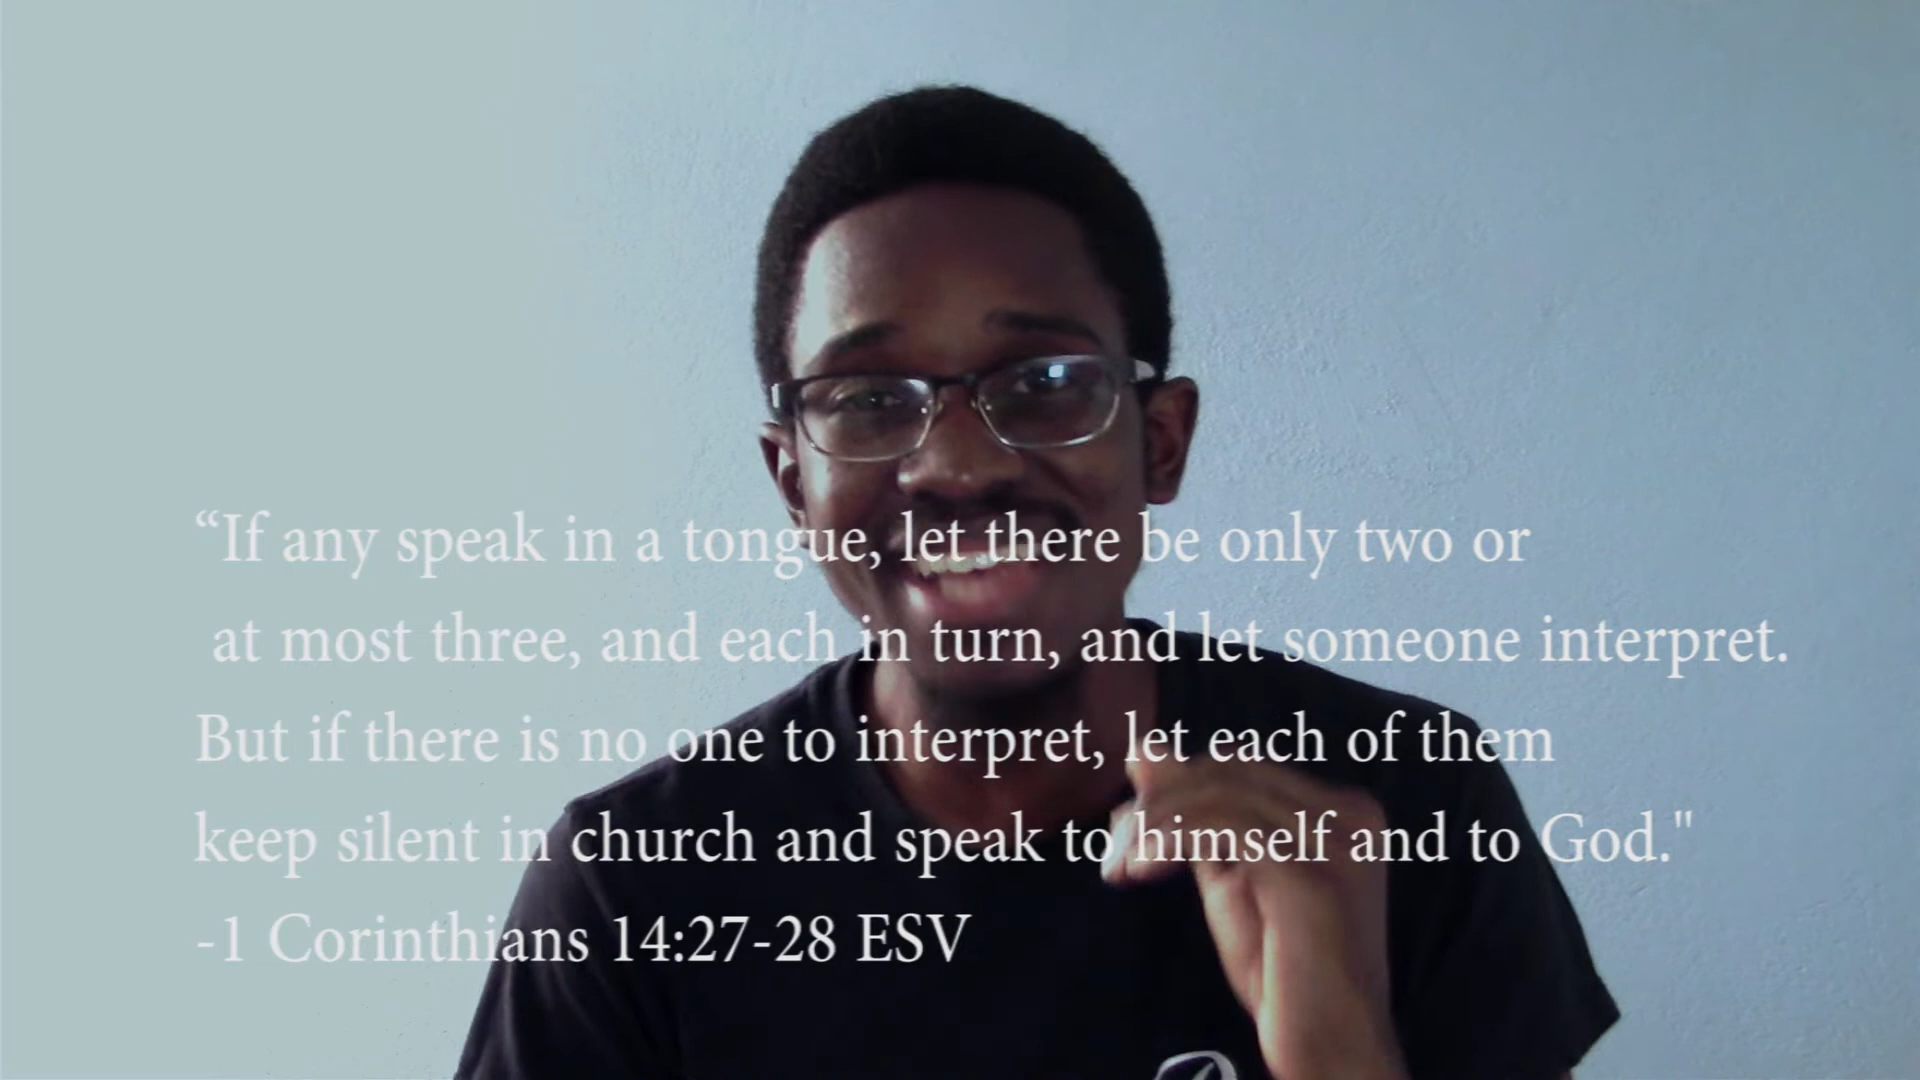 “If any speak in a tongue, let there be only two or
at most three, and each in turn, and let someone interpret.
But if there is no one to interpret, let each of them
keep silent in church and speak to himself and to God."
-1 Corinthians 14:27-28 ESV